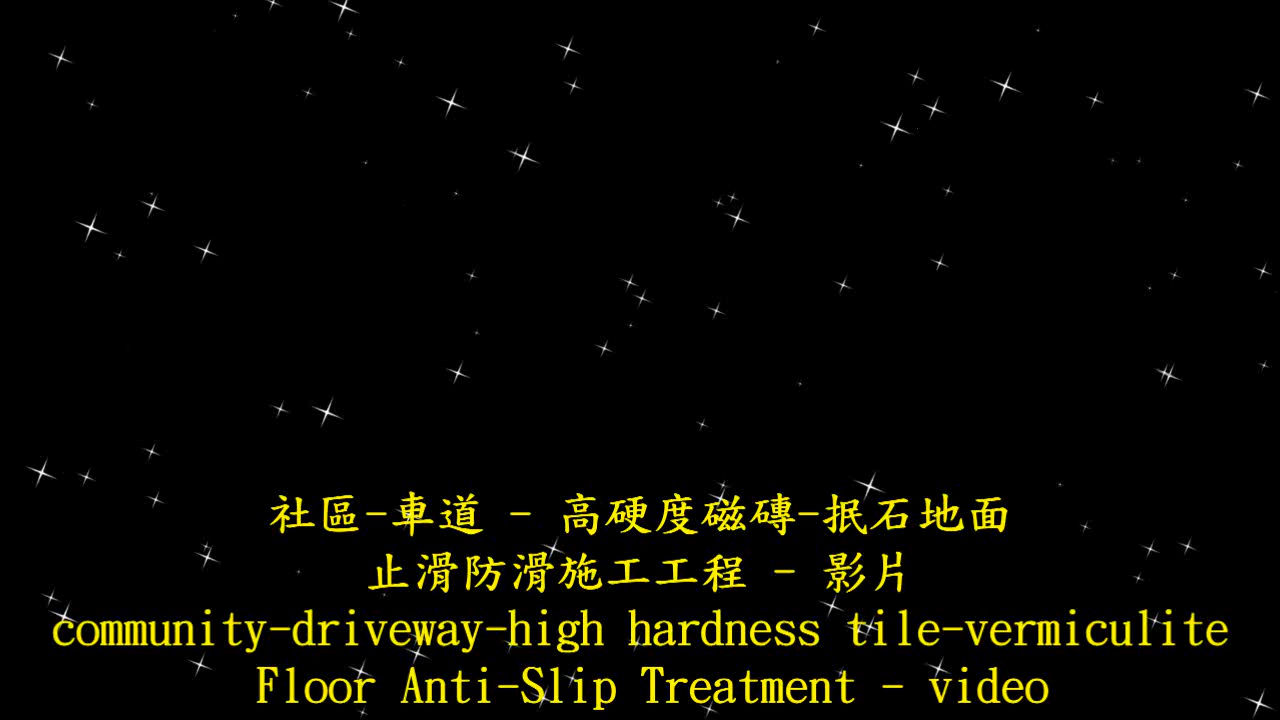 社區-車道 - 高硬度磁磚-抿石地面
止滑防滑施工工程 - 影片
community-driveway-high hardness tile-vermiculite
Floor Anti-Slip Treatment - video